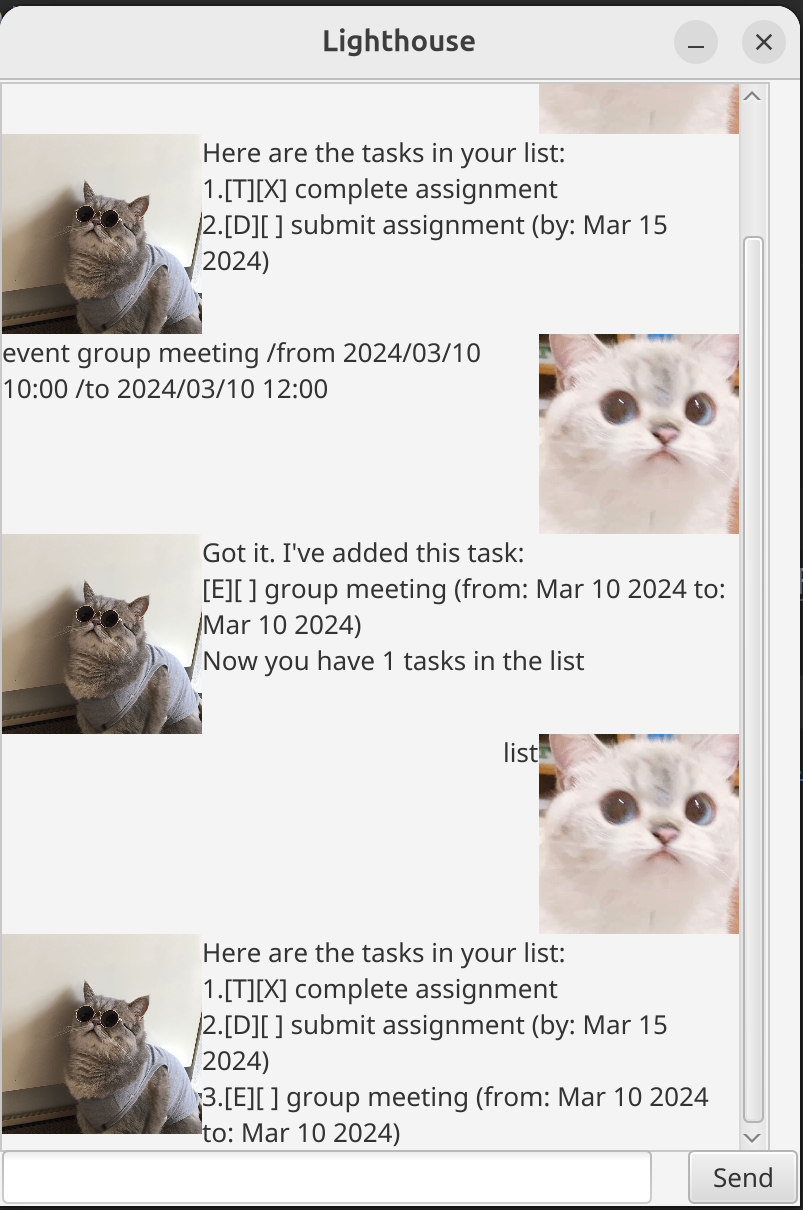 Lighthouse
Here are the tasks in your list:
1.[T][X] complete assignment
2.[D][ ] submit assignment (by: Mar 15
2024)
event group meeting /from 2024/03/10
10:00 /to 2024/03/10 12:00
Got it. I've added this task:
[E][ ] group meeting (from: Mar 10 2024 to:
Mar 10 2024)
Now you have 1 tasks in the list
list
Here are the tasks in your list:
1.[T][X] complete assignment
2.[D][ ] submit assignment (by: Mar 15
2024)
3.[E][ ] group meeting (from: Mar 10 2024
to: Mar 10 2024)
Send